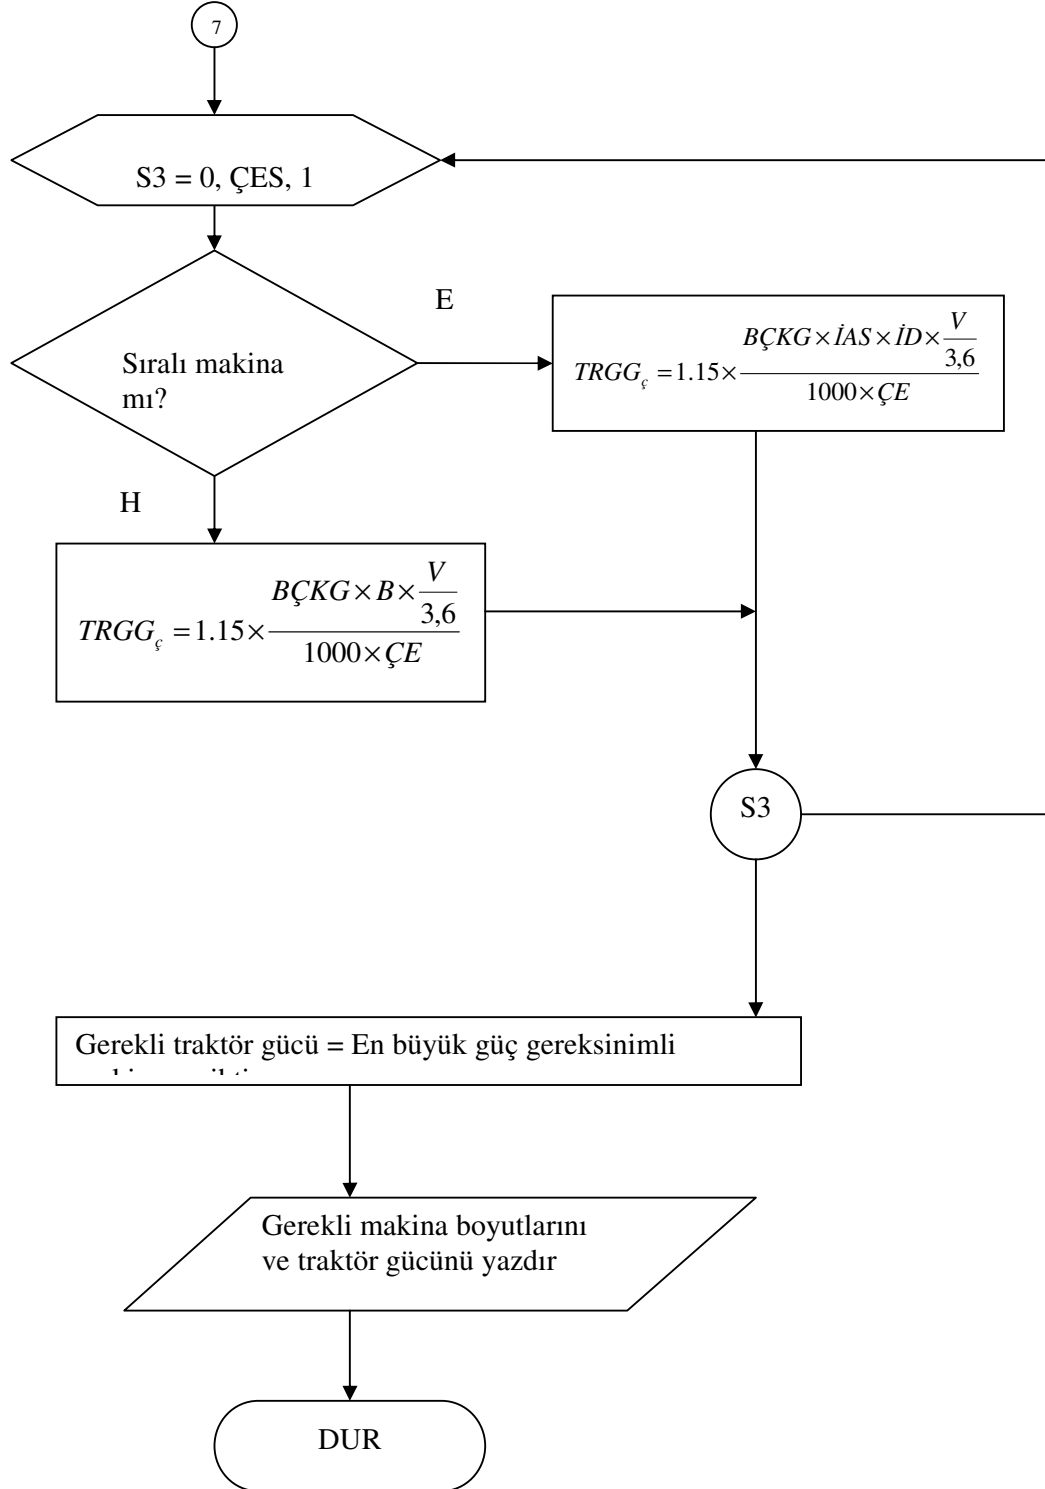 7
S3 = 0, ÇES, 1
E
Sıralı makina
mı?
TRGG_ç = 1.15 × (BÇKG × İAS × İD × V/3,6) / (1000 × ÇE)
H
TRGG_ç = 1.15 × (BÇKG × B × V/3,6) / (1000 × ÇE)
S3
Gerekli traktör gücü = En büyük güç gereksinimli
Gerekli makina boyutlarını
ve traktör gücünü yazdır
DUR